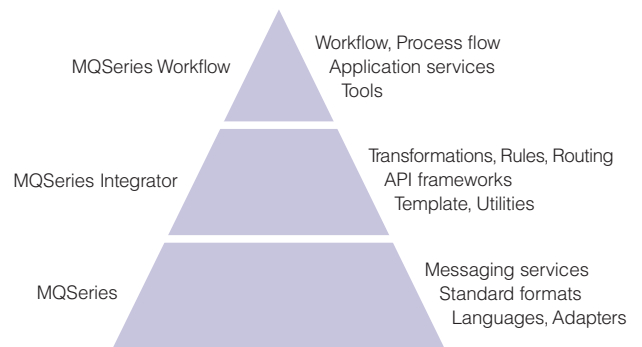 MQSeries Workflow
Workflow, Process flow
Application services
Tools
MQSeries Integrator
Transformations, Rules, Routing
API frameworks
Template, Utilities
MQSeries
Messaging services
Standard formats
Languages, Adapters